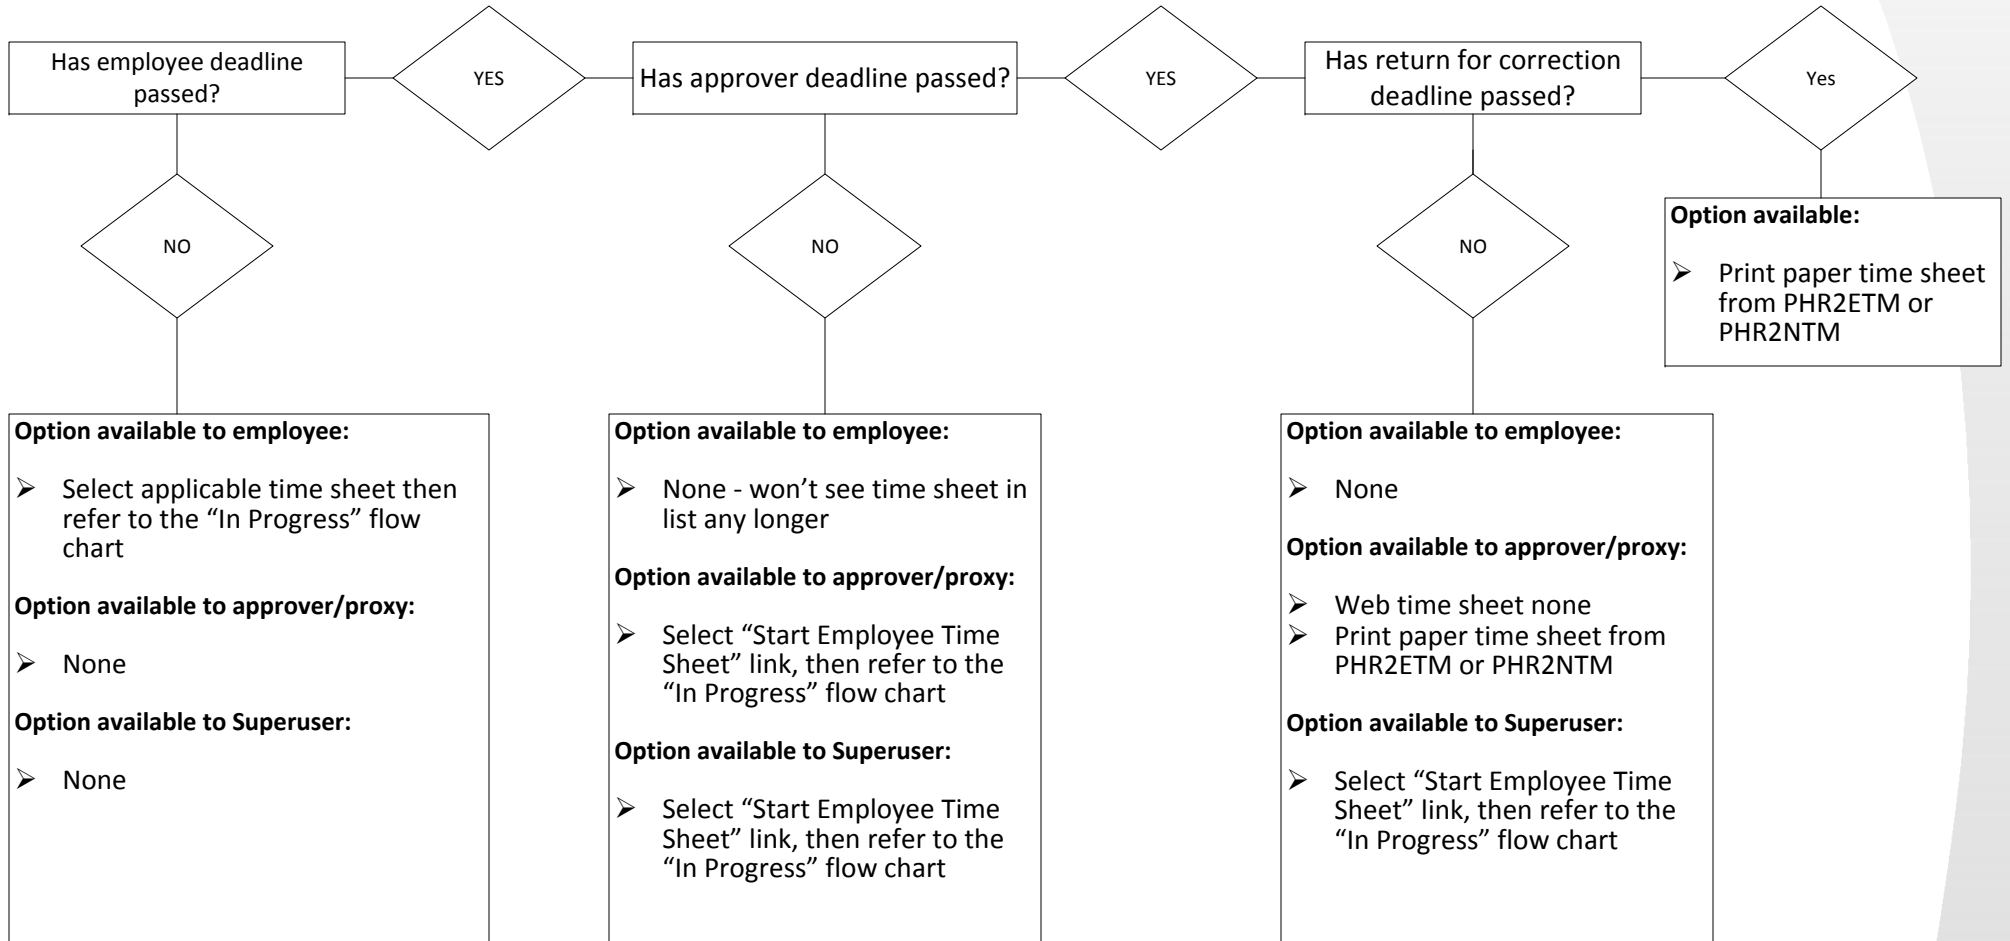 Has employee deadline
passed?
YES
Has approver deadline passed?
YES
Has return for correction
deadline passed?
Yes
NO
NO
NO
Option available:
➢ Print paper time sheet
from PHR2ETM or
PHR2NTM
Option available to employee:
➢ Select applicable time sheet then
refer to the “In Progress” flow
chart
Option available to approver/proxy:
➢ None
Option available to Superuser:
➢ None
Option available to employee:
➢ None - won’t see time sheet in
list any longer
Option available to approver/proxy:
➢ Select “Start Employee Time
Sheet” link, then refer to the
“In Progress” flow chart
Option available to Superuser:
➢ Select “Start Employee Time
Sheet” link, then refer to the
“In Progress” flow chart
Option available to employee:
➢ None
Option available to approver/proxy:
➢ Web time sheet none
➢ Print paper time sheet from
PHR2ETM or PHR2NTM
Option available to Superuser:
➢ Select “Start Employee Time
Sheet” link, then refer to the
“In Progress” flow chart